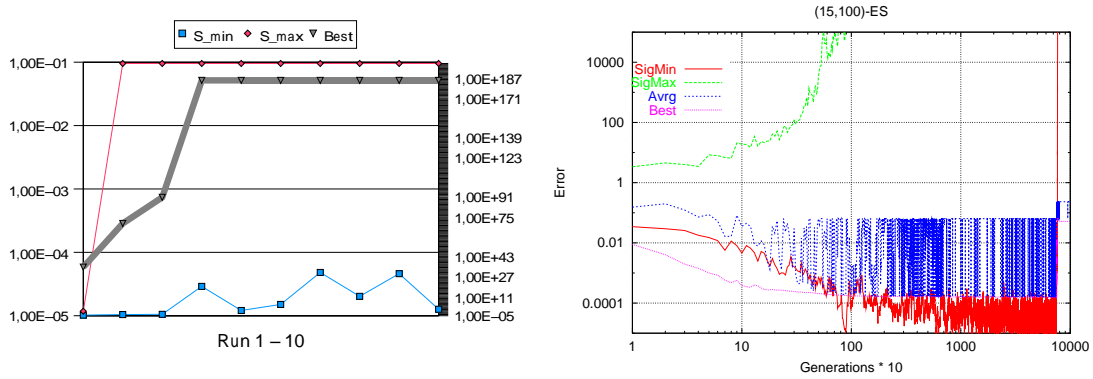 S_min S_max Best
1,00E−01
1,00E−02
1,00E−03
1,00E−04
1,00E−05
1,00E+187
1,00E+171
1,00E+139
1,00E+123
1,00E+91
1,00E+75
1,00E+43
1,00E+27
1,00E+11
1,00E−05
Run 1 – 10
(15,100)-ES
Error
10000
100
1
0.01
0.0001
SigMin
SigMax
Avrg
Best
1 10 100 1000 10000
Generations * 10